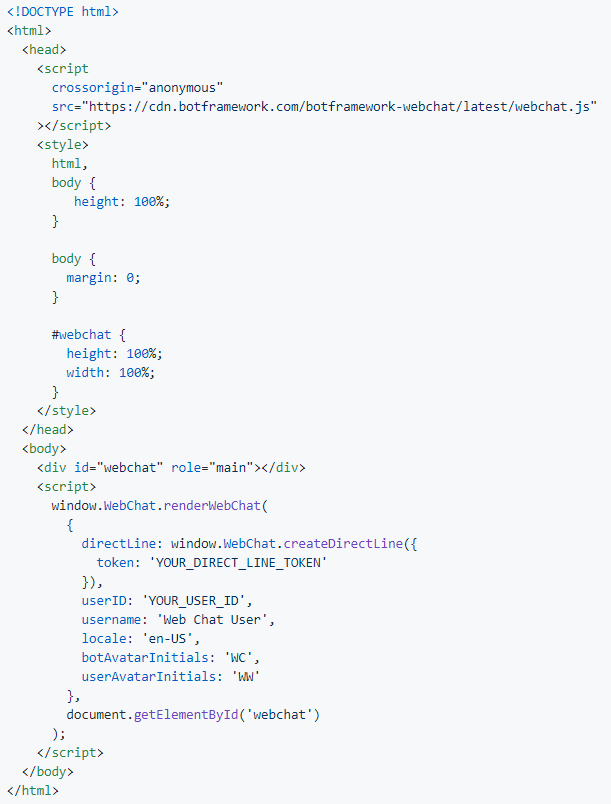 <!DOCTYPE html>
<html>
  <head>
    <script
      crossorigin="anonymous"
      src="https://cdn.botframework.com/botframework-webchat/latest/webchat.js"
    ></script>
    <style>
      html,
      body {
         height: 100%;
      }

      body {
        margin: 0;
      }

      #webchat {
        height: 100%;
        width: 100%;
      }
    </style>
  </head>
  <body>
    <div id="webchat" role="main"></div>
    <script>
      window.WebChat.renderWebChat(
        {
          directLine: window.WebChat.createDirectLine({
            token: 'YOUR_DIRECT_LINE_TOKEN'
          }),
          userID: 'YOUR_USER_ID',
          username: 'Web Chat User',
          locale: 'en-US',
          botAvatarInitials: 'WC',
          userAvatarInitials: 'WW'
        },
        document.getElementById('webchat')
      );
    </script>
  </body>
</html>